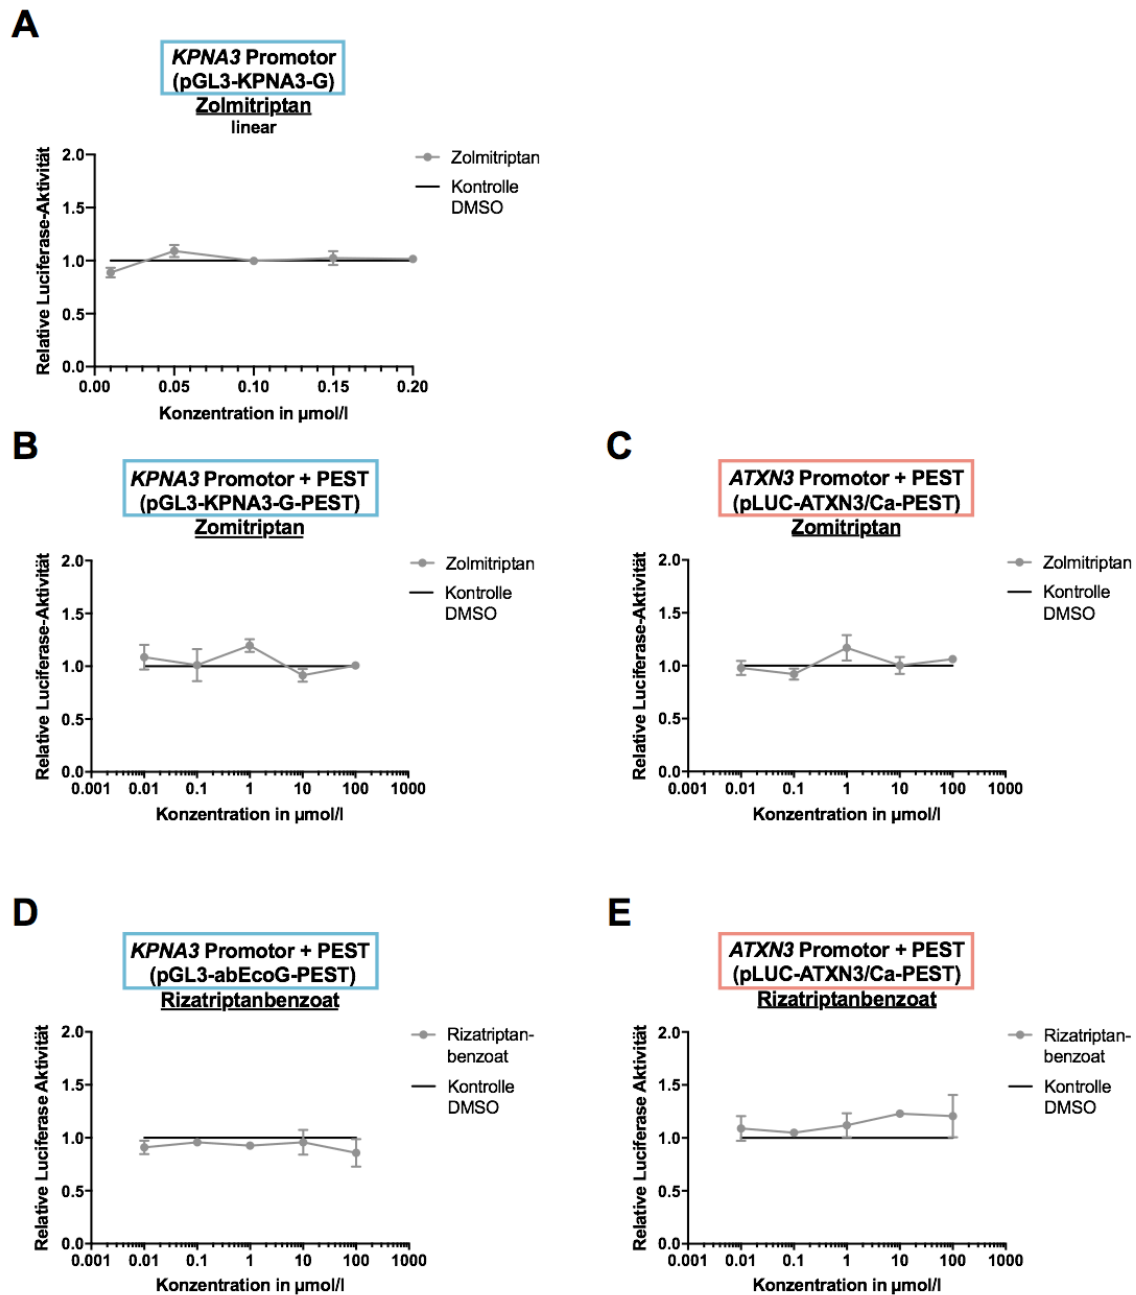 A
KPNA3 Promotor
(pGL3-KPNA3-G)
Zolmitriptan
linear
Relative Luciferase-Aktivität
2.0
1.5
1.0
0.5
0.0
0.00 0.05 0.10 0.15 0.20
Konzentration in µmol/l
Zolmitriptan
Kontrolle
DMSO
B
KPNA3 Promotor + PEST
(pGL3-KPNA3-G-PEST)
Zomitriptan
Relative Luciferase-Aktivität
2.0
1.5
1.0
0.5
0.0
0.001 0.01 0.1 1 10 100 1000
Konzentration in µmol/l
Zolmitriptan
Kontrolle
DMSO
C
ATXN3 Promotor + PEST
(pLUC-ATXN3/Ca-PEST)
Zomitriptan
Relative Luciferase-Aktivität
2.0
1.5
1.0
0.5
0.0
0.001 0.01 0.1 1 10 100 1000
Konzentration in µmol/l
Zolmitriptan
Kontrolle
DMSO
D
KPNA3 Promotor + PEST
(pGL3-abEcoG-PEST)
Rizatriptanbenzoat
Relative Luciferase Aktivität
2.0
1.5
1.0
0.5
0.0
0.001 0.01 0.1 1 10 100 1000
Konzentration in µmol/l
Rizatriptan-
benzoat
Kontrolle
DMSO
E
ATXN3 Promotor + PEST
(pLUC-ATXN3/Ca-PEST)
Rizatriptanbenzoat
Relative Luciferase Aktivität
2.0
1.5
1.0
0.5
0.0
0.001 0.01 0.1 1 10 100 1000
Konzentration in µmol/l
Rizatriptan-
benzoat
Kontrolle
DMSO